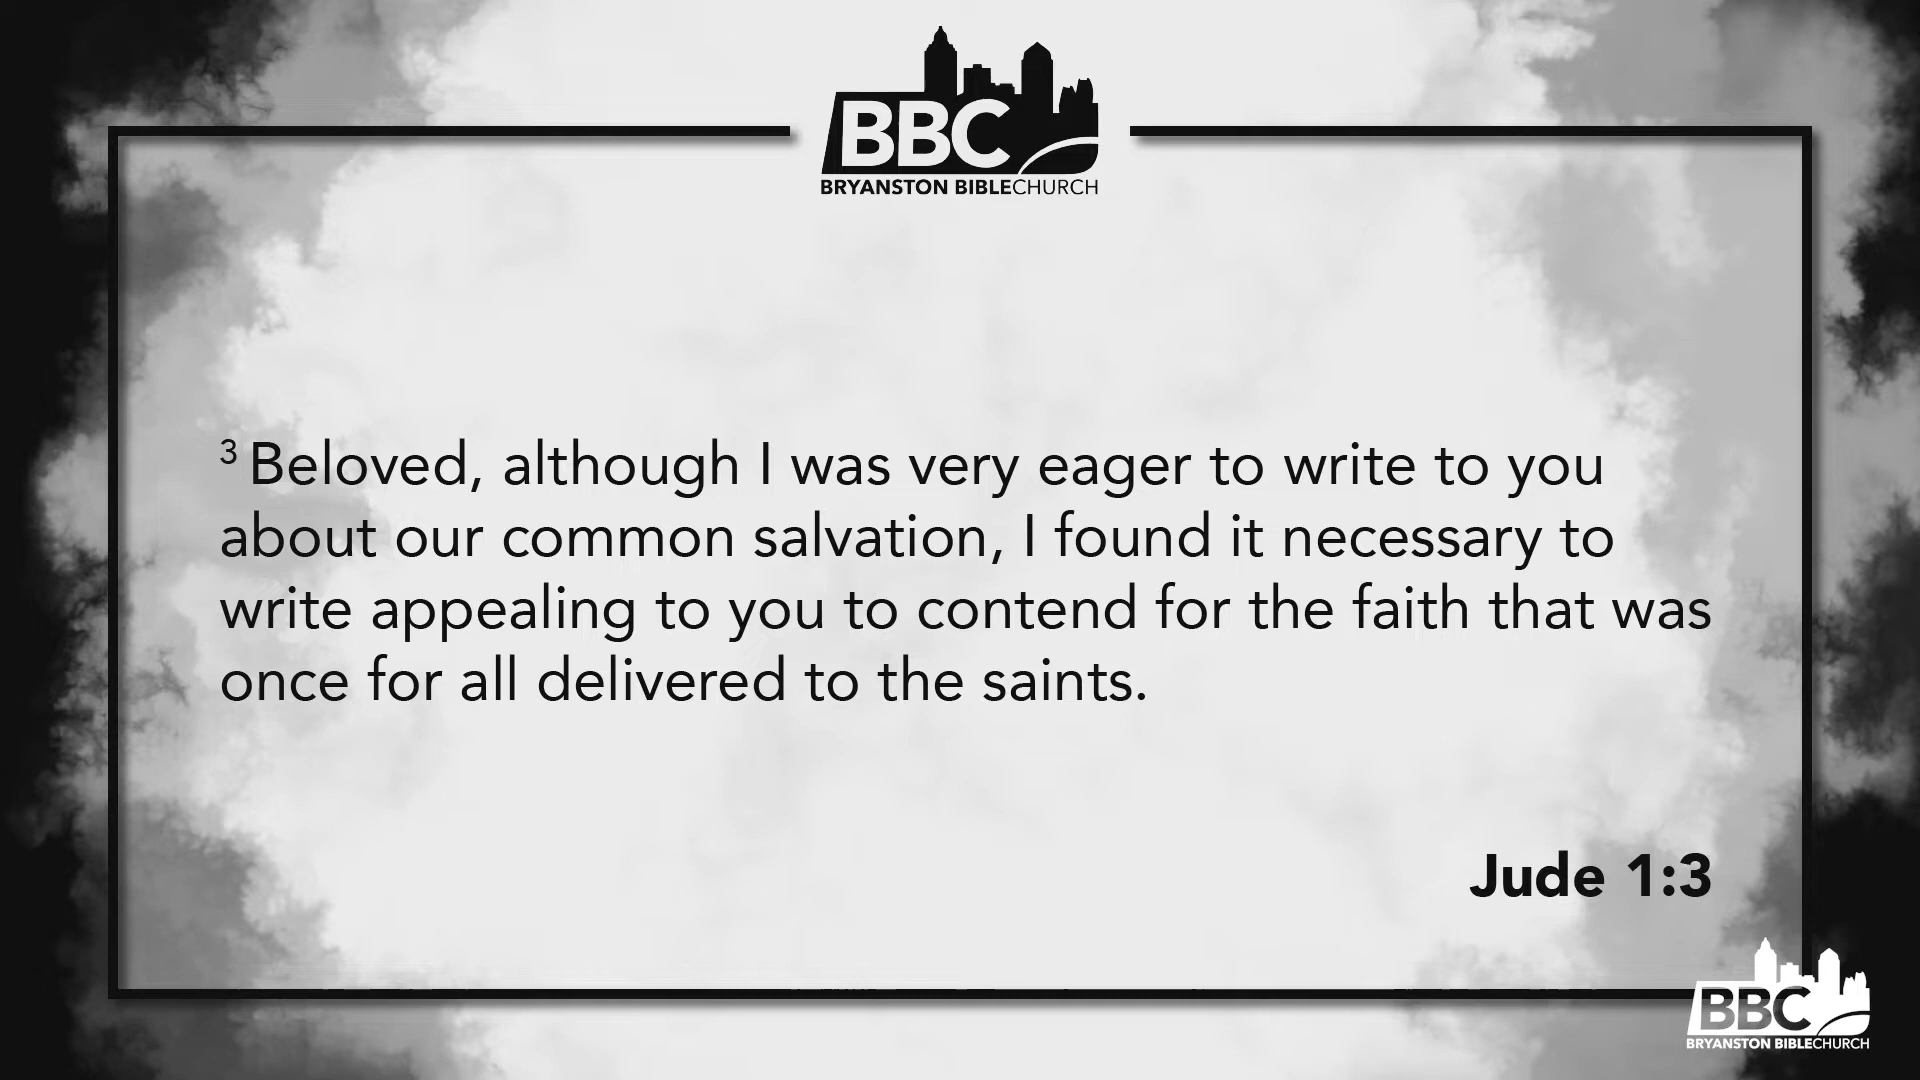 BBC
BRYANSTON BIBLECHURCH
3 Beloved, although I was very eager to write to you
about our common salvation, I found it necessary to
write appealing to you to contend for the faith that was
once for all delivered to the saints.
Jude 1:3
BBC
BRYANSTON BIBLECHURCH